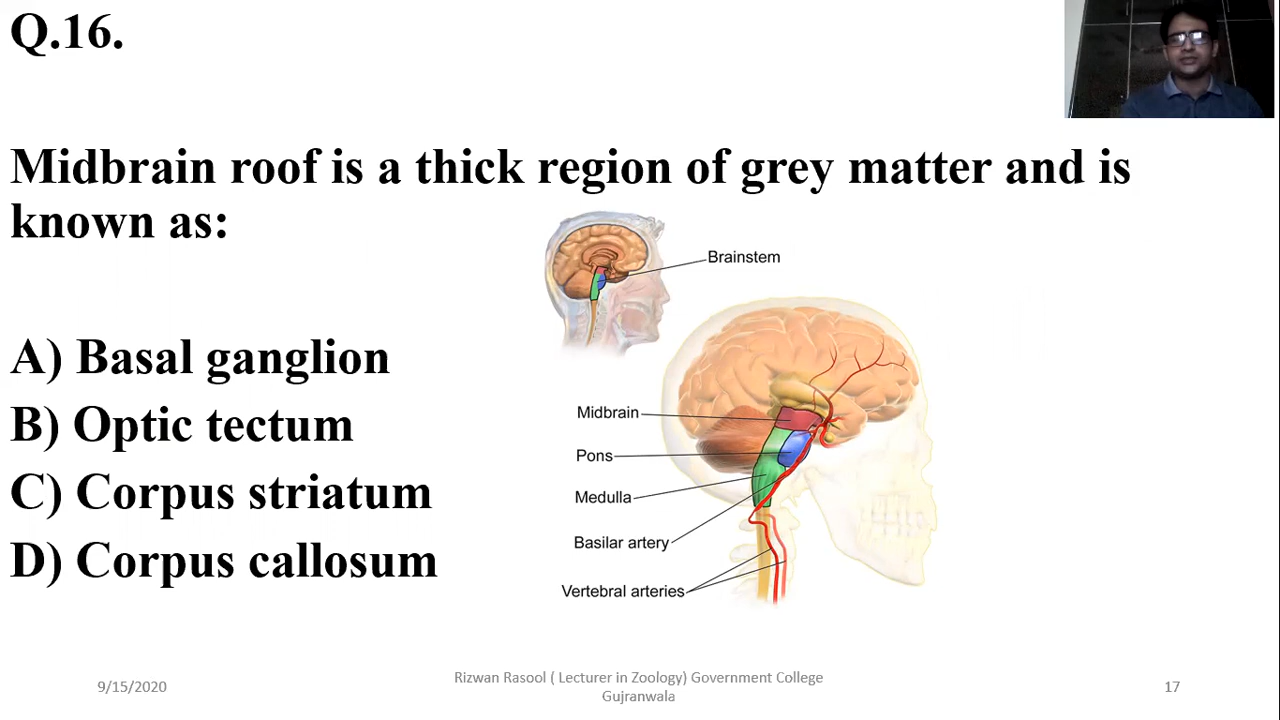 Q.16.
Midbrain roof is a thick region of grey matter and is
known as:
Brainstem
A) Basal ganglion
B) Optic tectum
C) Corpus striatum
D) Corpus callosum
Midbrain
Pons
Medulla
Basilar artery
Vertebral arteries
9/15/2020
Rizwan Rasool ( Lecturer in Zoology) Government College
Gujranwala
17